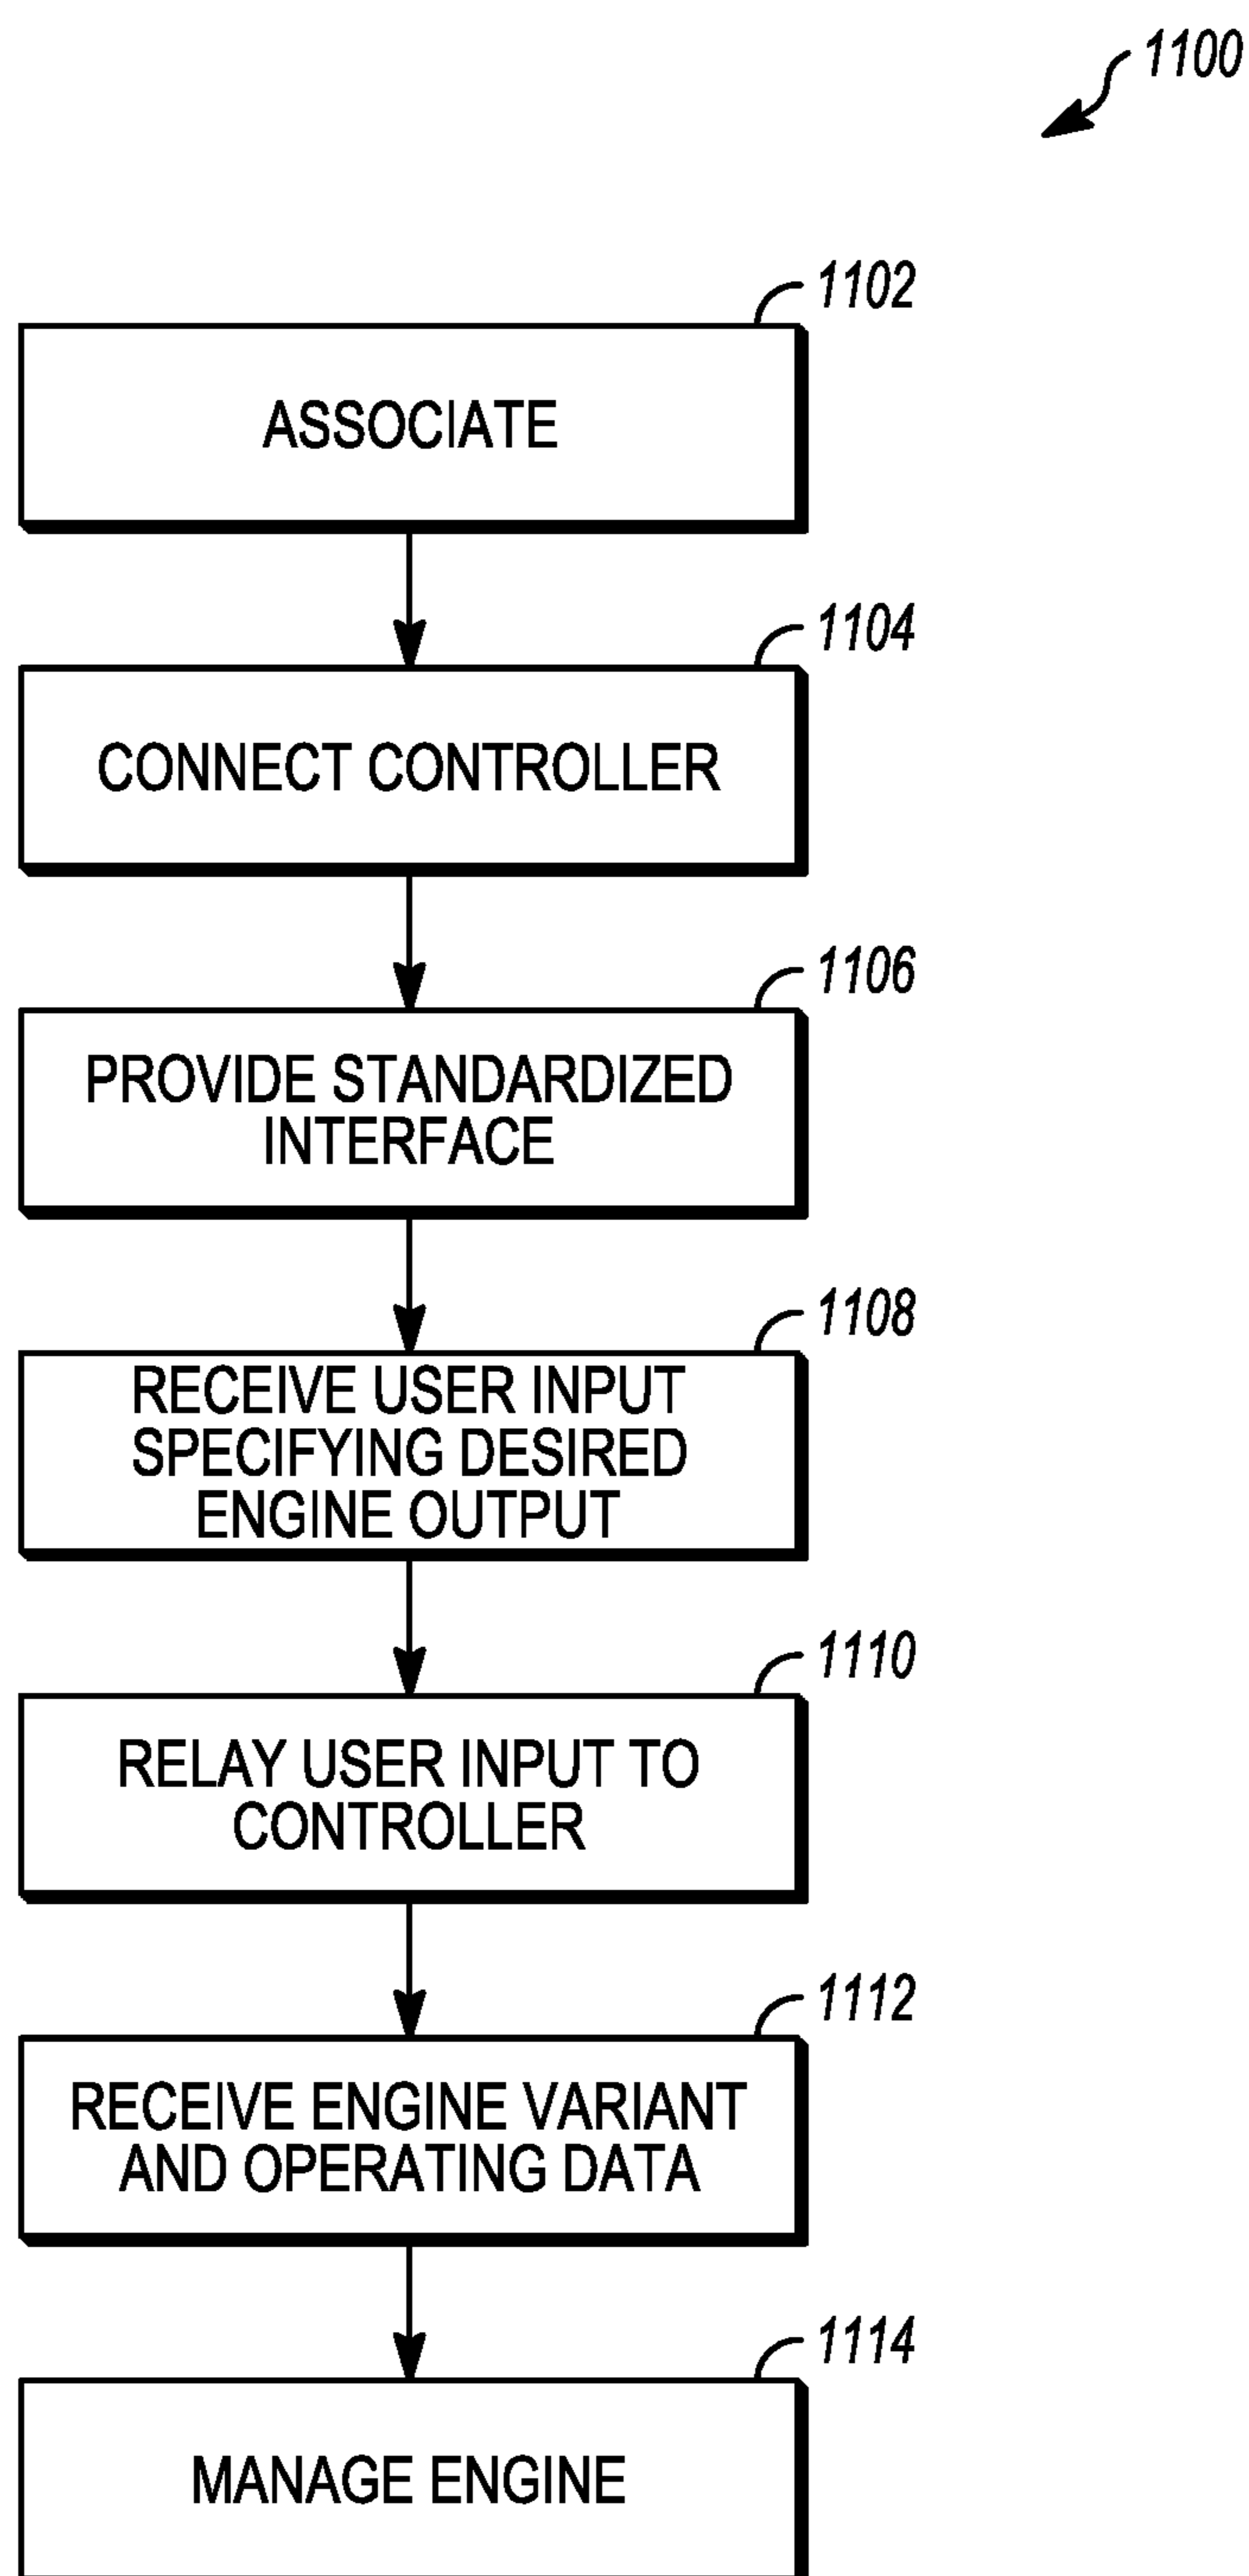 1100
1102
ASSOCIATE
1104
CONNECT CONTROLLER
1106
PROVIDE STANDARDIZED
INTERFACE
1108
RECEIVE USER INPUT
SPECIFYING DESIRED
ENGINE OUTPUT
1110
RELAY USER INPUT TO
CONTROLLER
1112
RECEIVE ENGINE VARIANT
AND OPERATING DATA
1114
MANAGE ENGINE